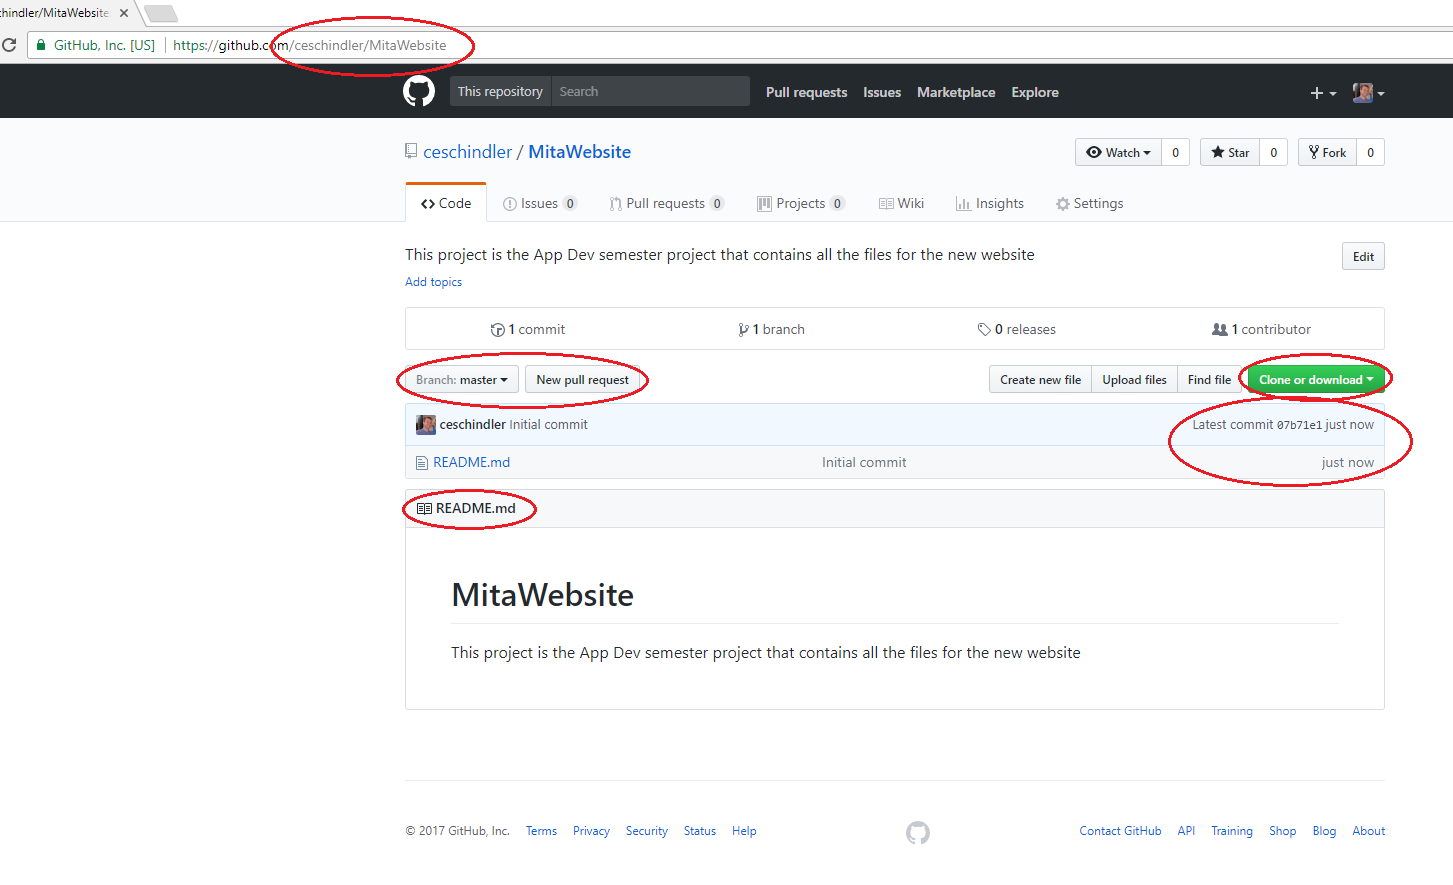 chindler/MitaWebsite
GitHub, Inc. [US] https://github.com/ceschindler/MitaWebsite
This repository Search Pull requests Issues Marketplace Explore
ceschindler / MitaWebsite Watch 0 Star 0 Fork 0
Code Issues 0 Pull requests 0 Projects 0 Wiki Insights Settings
This project is the App Dev semester project that contains all the files for the new website Edit
Add topics
1 commit 1 branch 0 releases 1 contributor
Branch: master New pull request Create new file Upload files Find file Clone or download
ceschindler Initial commit Latest commit 07b71e1 just now
README.md Initial commit just now
README.md
MitaWebsite
This project is the App Dev semester project that contains all the files for the new website
© 2017 GitHub, Inc. Terms Privacy Security Status Help Contact GitHub API Training Shop Blog About